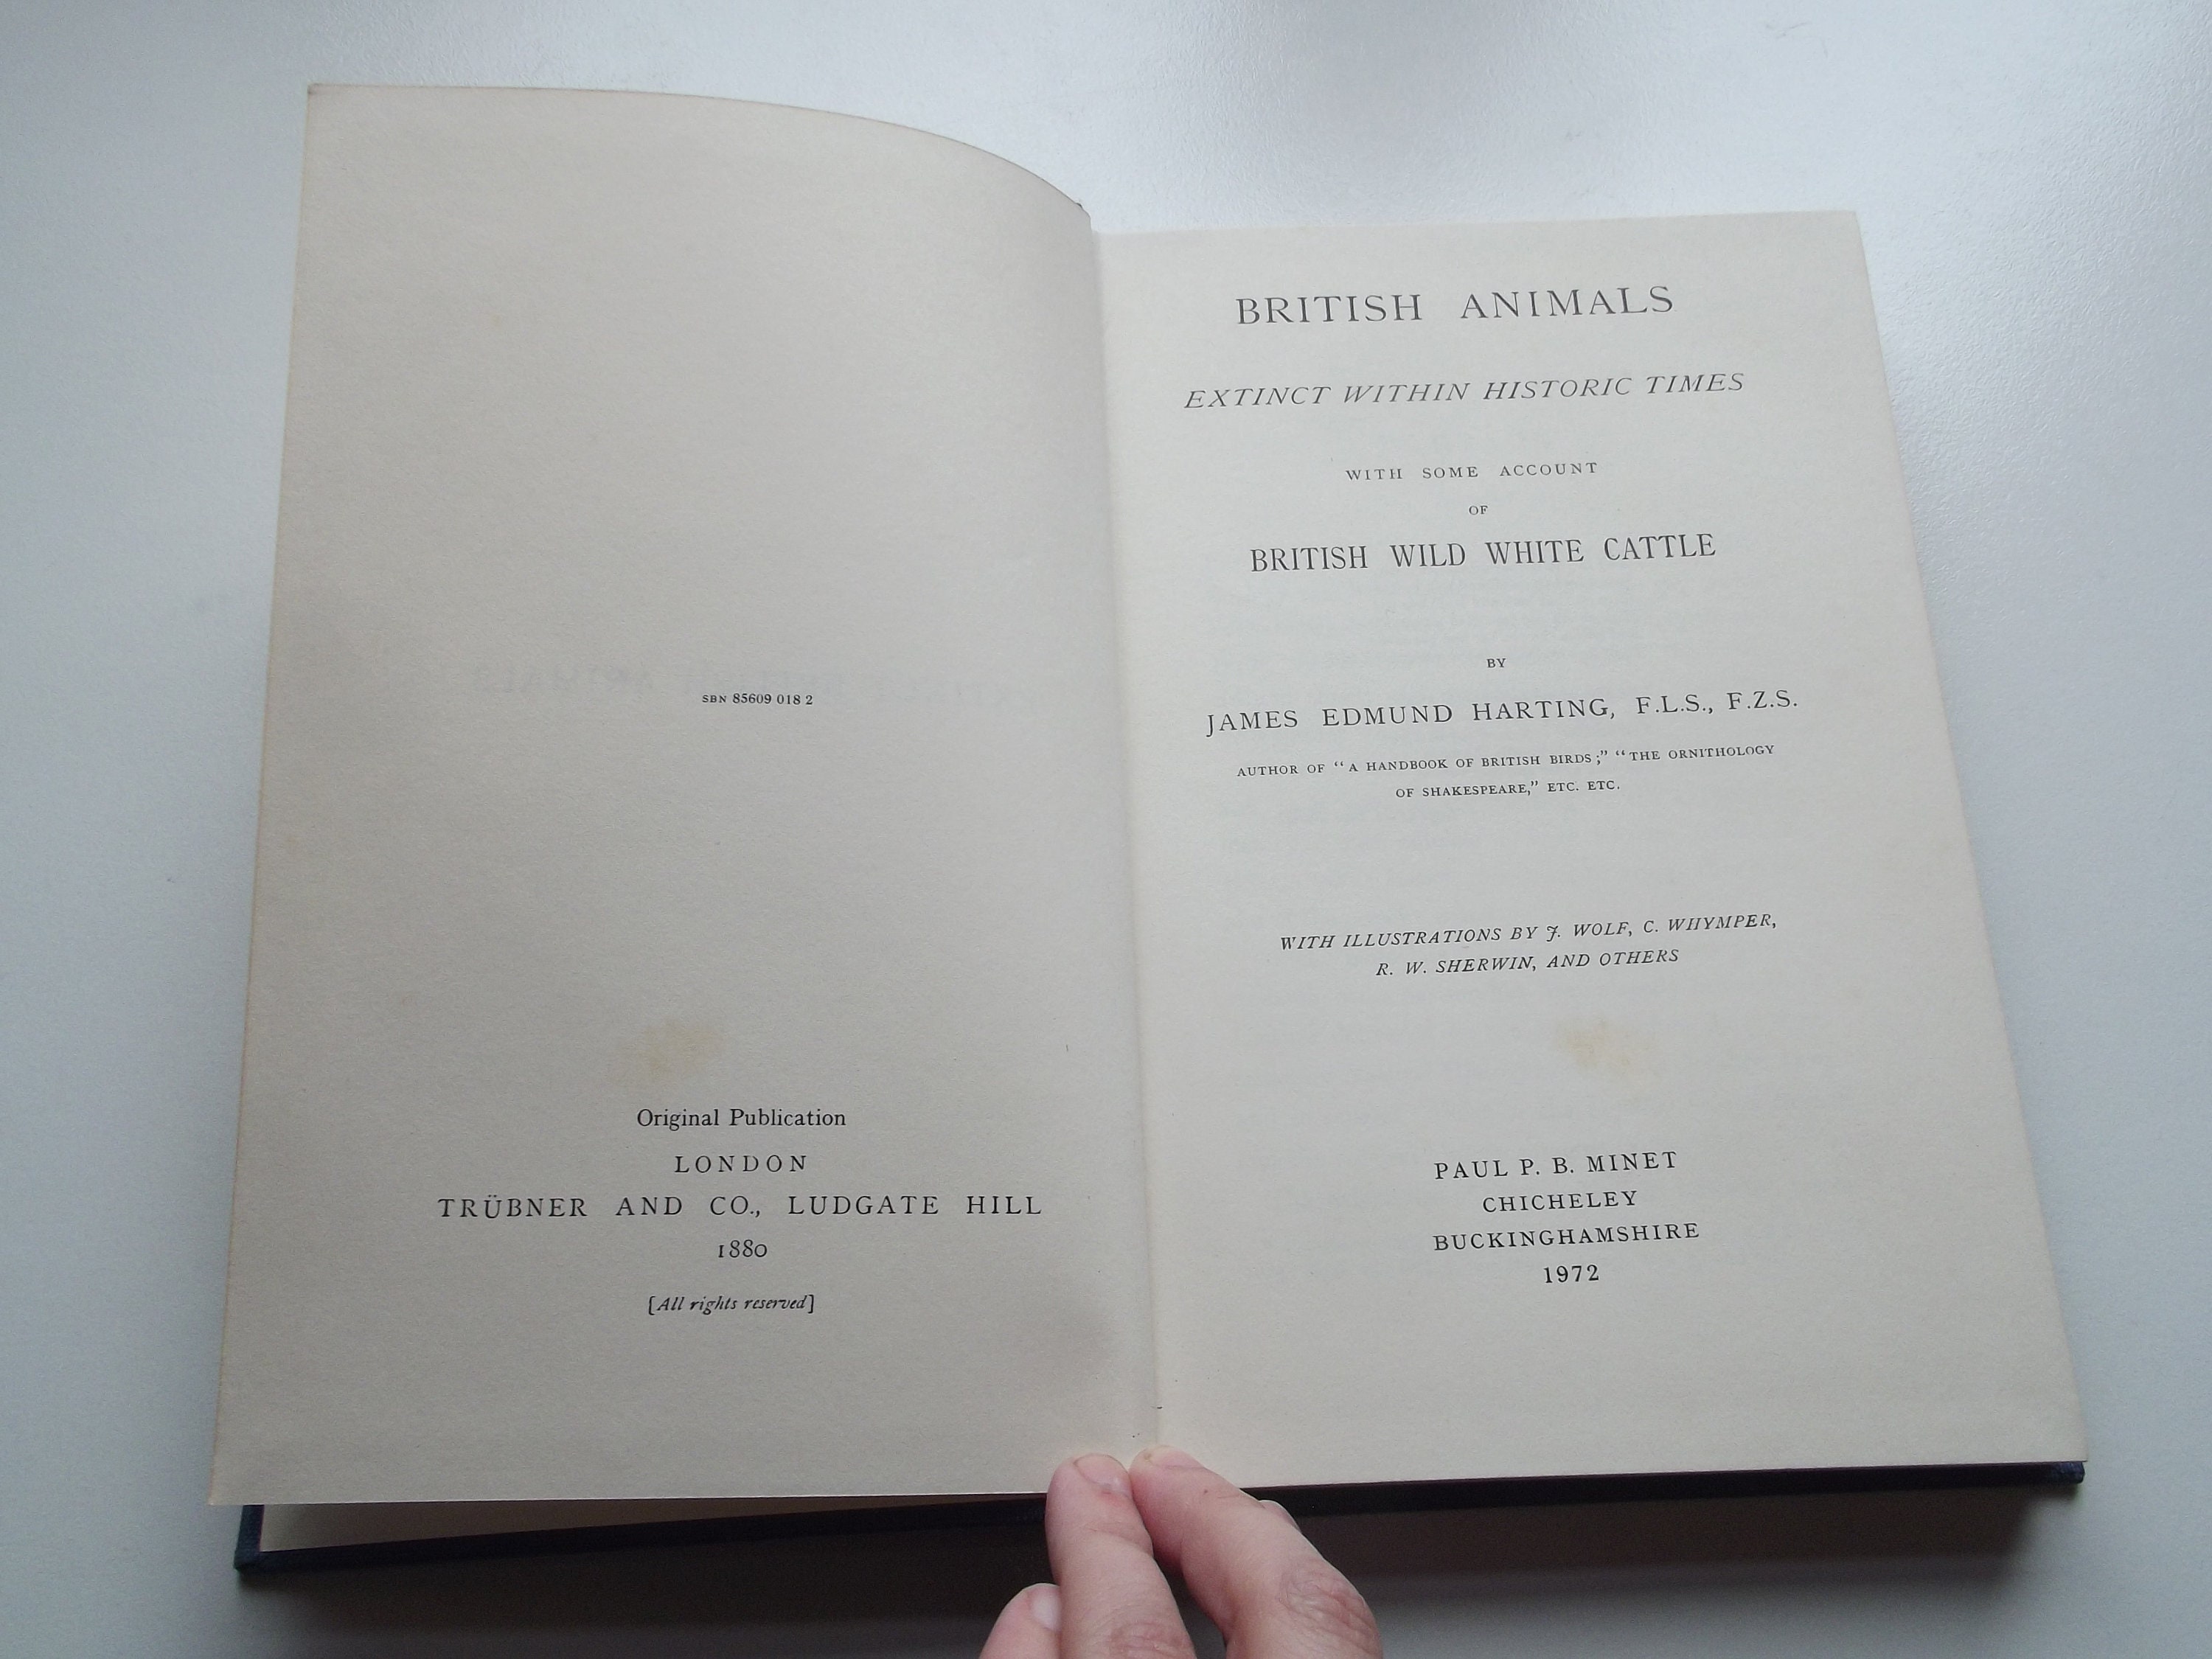 SBN 85609 018 2
Original Publication
LONDON
TRÜBNER AND CO., LUDGATE HILL
1880
[All rights reserved]
BRITISH ANIMALS
EXTINCT WITHIN HISTORIC TIMES
WITH SOME ACCOUNT
OF
BRITISH WILD WHITE CATTLE
BY
JAMES EDMUND HARTING, F.L.S., F.Z.S.
AUTHOR OF “A HANDBOOK OF BRITISH BIRDS;” “THE ORNITHOLOGY
OF SHAKESPEARE,” ETC. ETC.
WITH ILLUSTRATIONS BY J. WOLF, C. WHYMPER,
R. W. SHERWIN, AND OTHERS
PAUL P. B. MINET
CHICHELEY
BUCKINGHAMSHIRE
1972